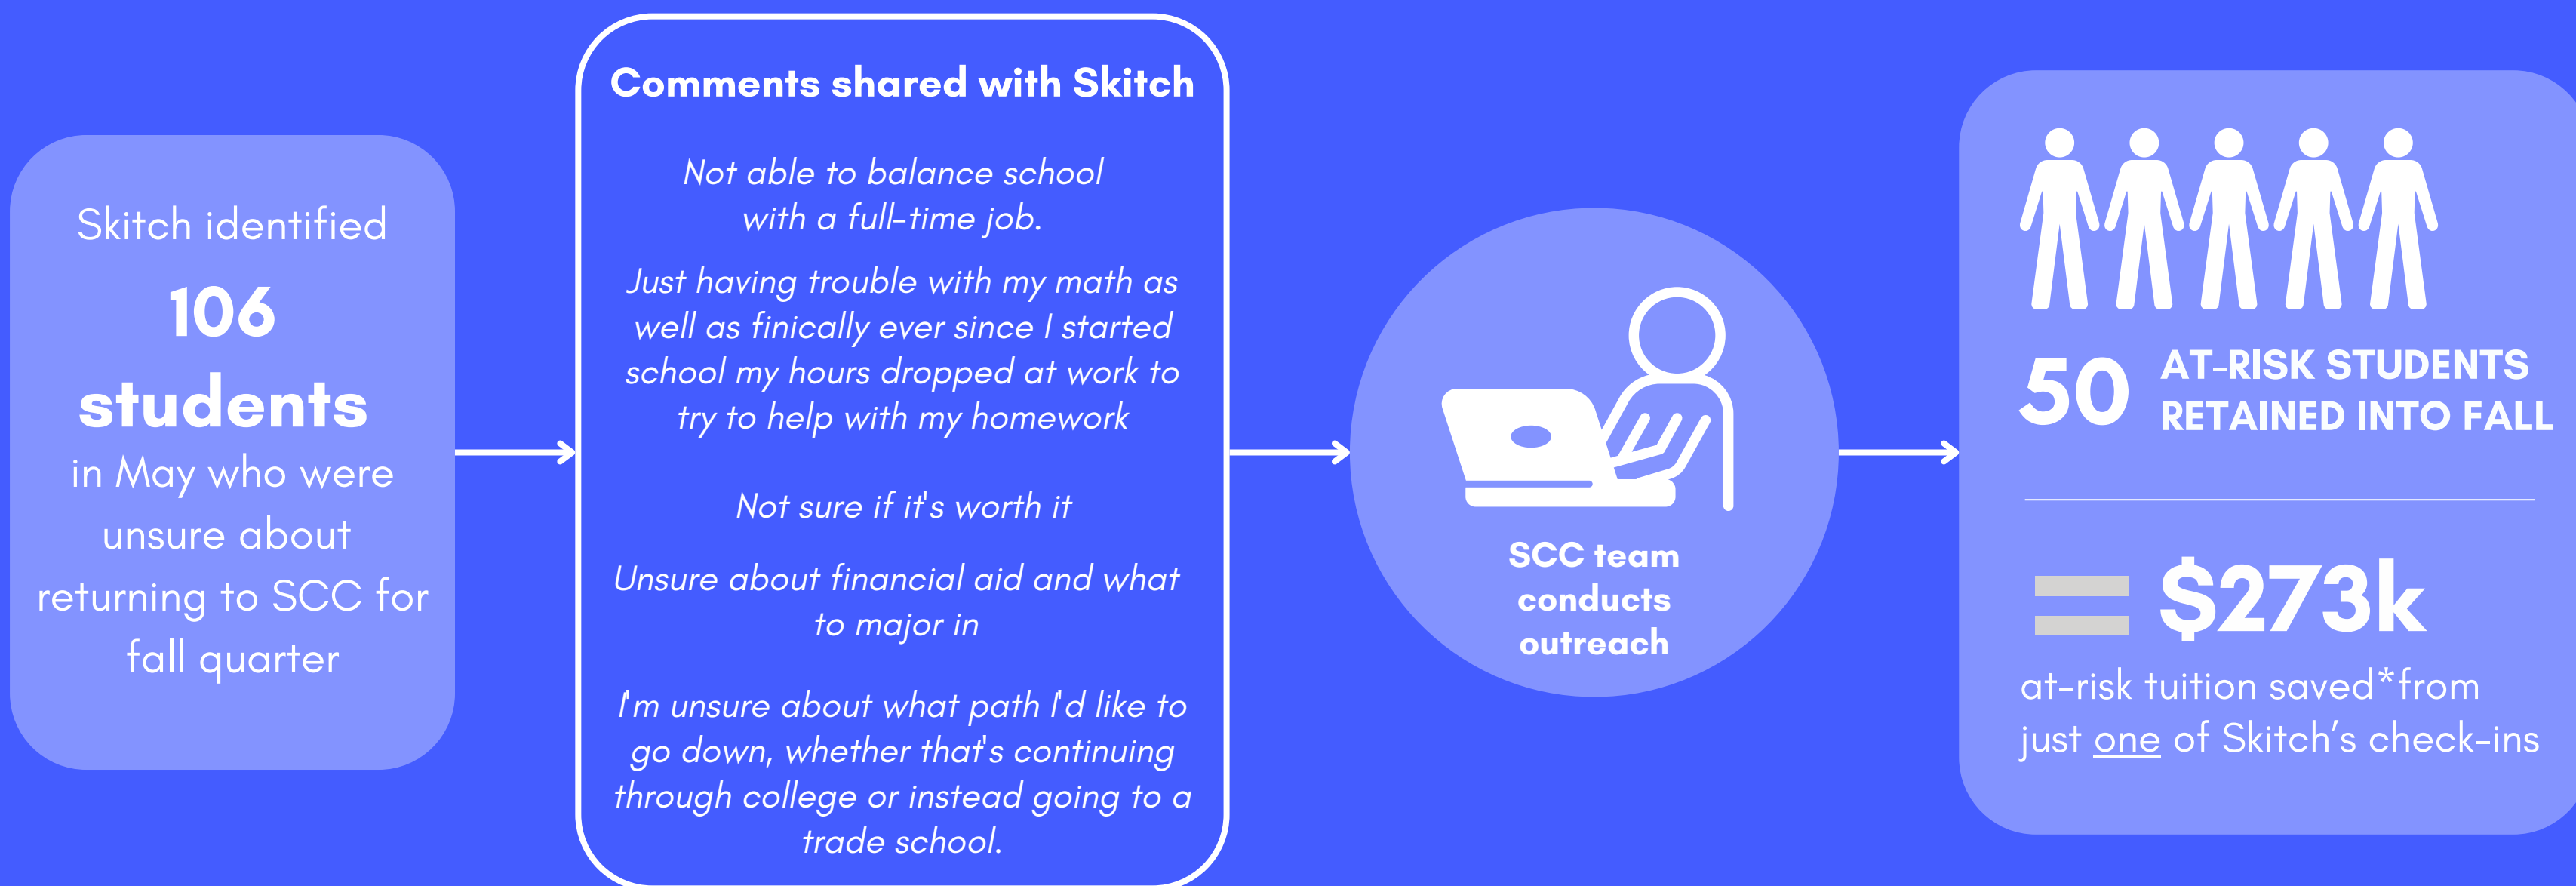 Skitch identified
106
students
in May who were
unsure about
returning to SCC for
fall quarter
Comments shared with Skitch
Not able to balance school
with a full-time job.
Just having trouble with my math as
well as finically ever since I started
school my hours dropped at work to
try to help with my homework
Not sure if it's worth it
Unsure about financial aid and what
to major in
I'm unsure about what path I'd like to
go down, whether that's continuing
through college or instead going to a
trade school.
SCC team
conducts
outreach
50 AT-RISK STUDENTS
RETAINED INTO FALL
= $273k
at-risk tuition saved*from
just one of Skitch’s check-ins